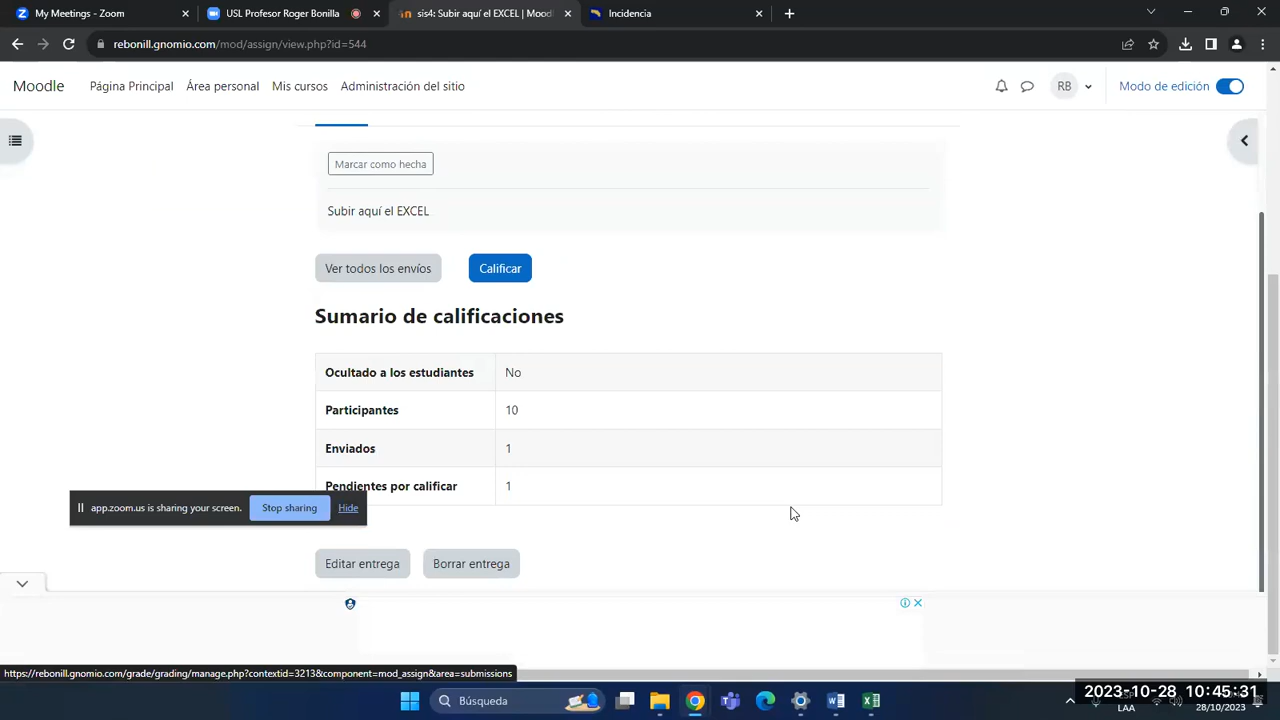 My Meetings - Zoom
USL Profesor Roger Bonilla
sis4: Subir aquí el EXCEL | Mood
Incidencia
rebonill.gnomio.com/mod/assign/view.php?id=544
Moodle
Página Principal
Área personal
Mis cursos
Administración del sitio
RB
Modo de edición
Marcar como hecha
Subir aquí el EXCEL
Ver todos los envíos
Calificar
Sumario de calificaciones
Ocultado a los estudiantes No
Participantes 10
Enviados 1
Pendientes por calificar 1
app.zoom.us is sharing your screen.
Stop sharing
Hide
Editar entrega
Borrar entrega
https://rebonill.gnomio.com/grade/grading/manage.php?contextid=3213&component=mod_assign&area=submissions
Búsqueda
2023-10-28 10:45:31
LAA
28/10/2023